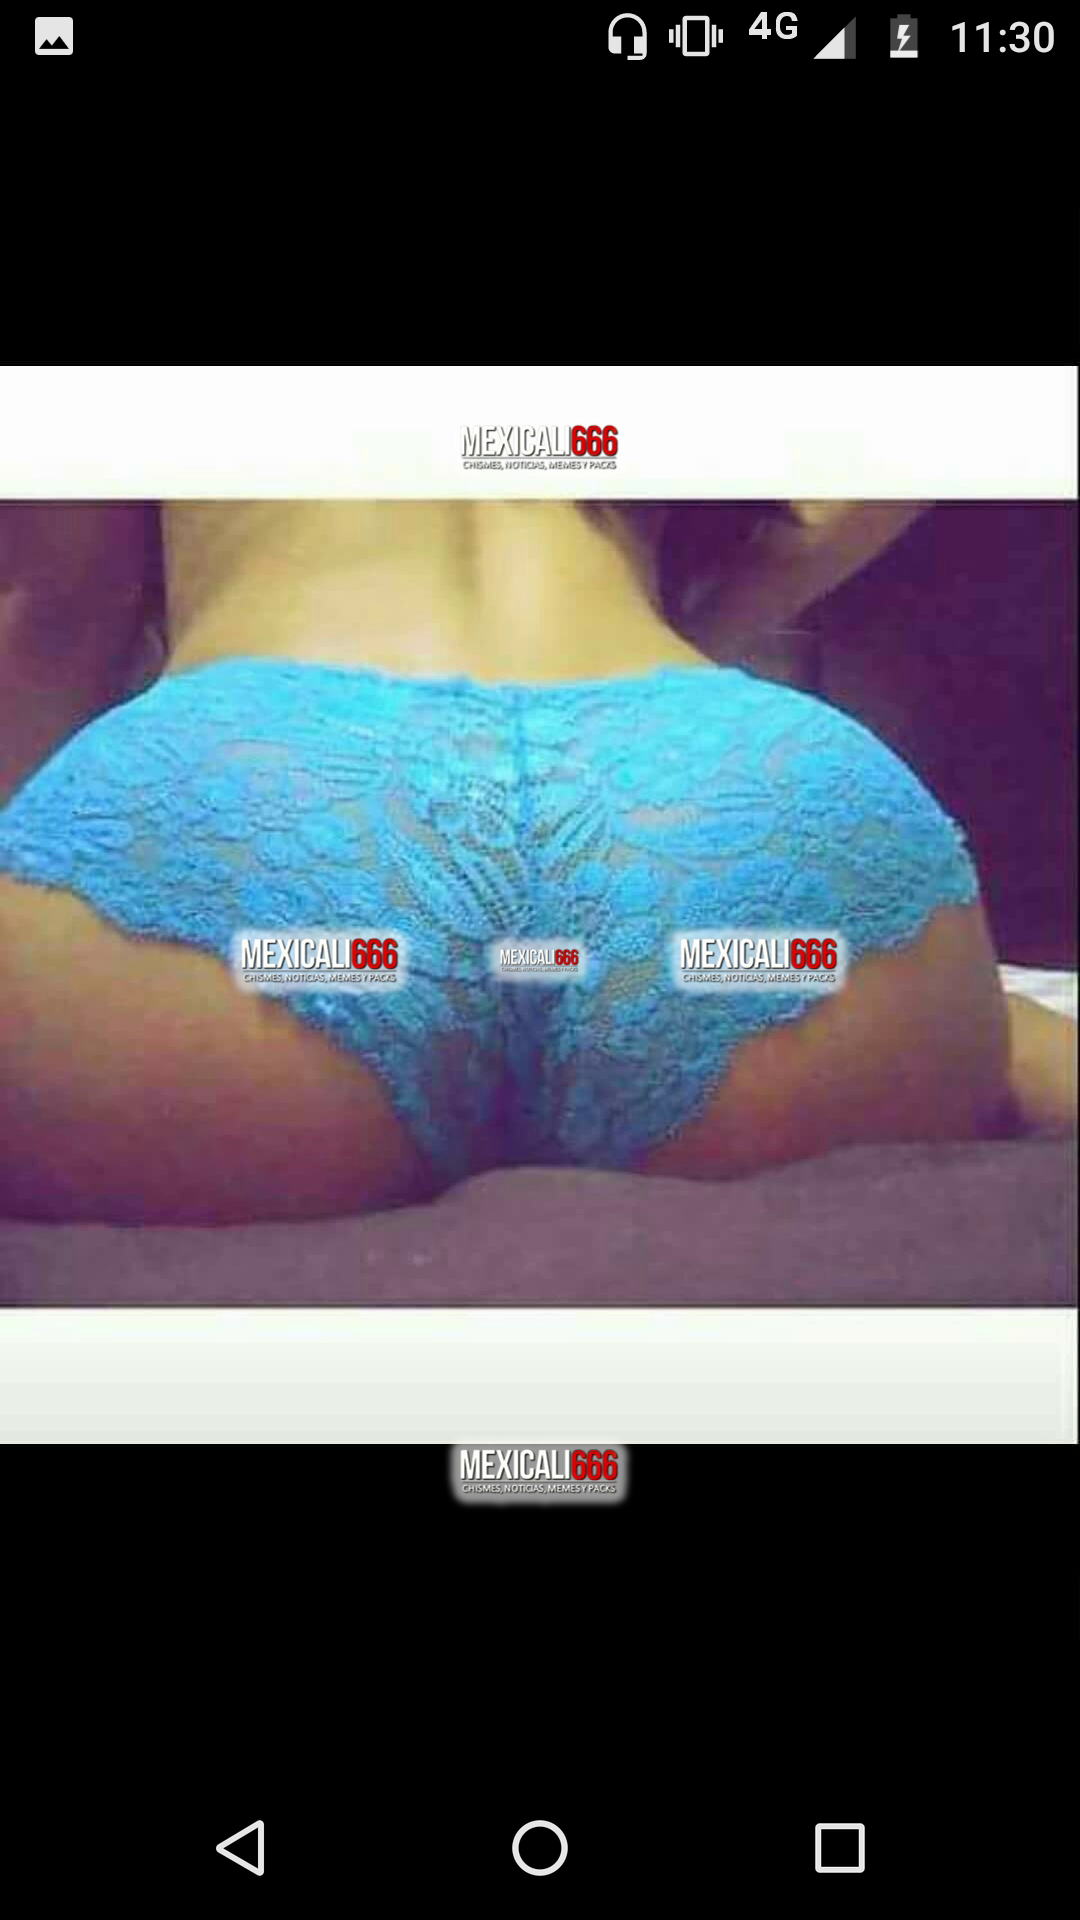 4G 11:30
MEXICALI666
CHISMES, NOTICIAS, MEMES Y PACKS
MEXICALI666 MEXICALI666 MEXICALI666
CHISMES, NOTICIAS, MEMES Y PACKS CHISMES, NOTICIAS, MEMES Y PACKS CHISMES, NOTICIAS, MEMES Y PACKS
MEXICALI666
CHISMES, NOTICIAS, MEMES Y PACKS